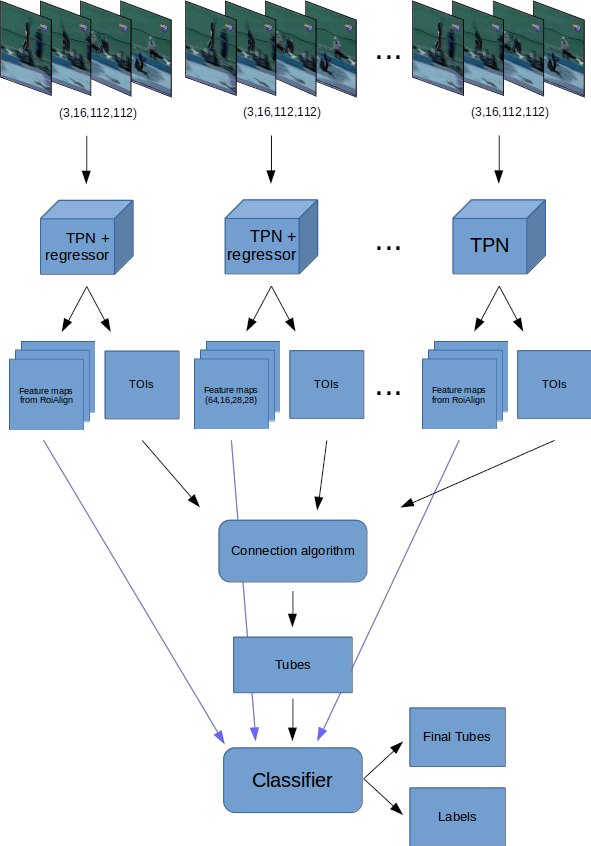 (3,16,112,112)
(3,16,112,112)
(3,16,112,112)
...
TPN +
regressor
TPN +
regressor
...
TPN
Feature maps
from RoiAlign
TOIs
Feature maps
(64,16,28,28)
TOIs
...
Feature maps
from RoiAlign
TOIs
Connection algorithm
Tubes
Classifier
Final Tubes
Labels